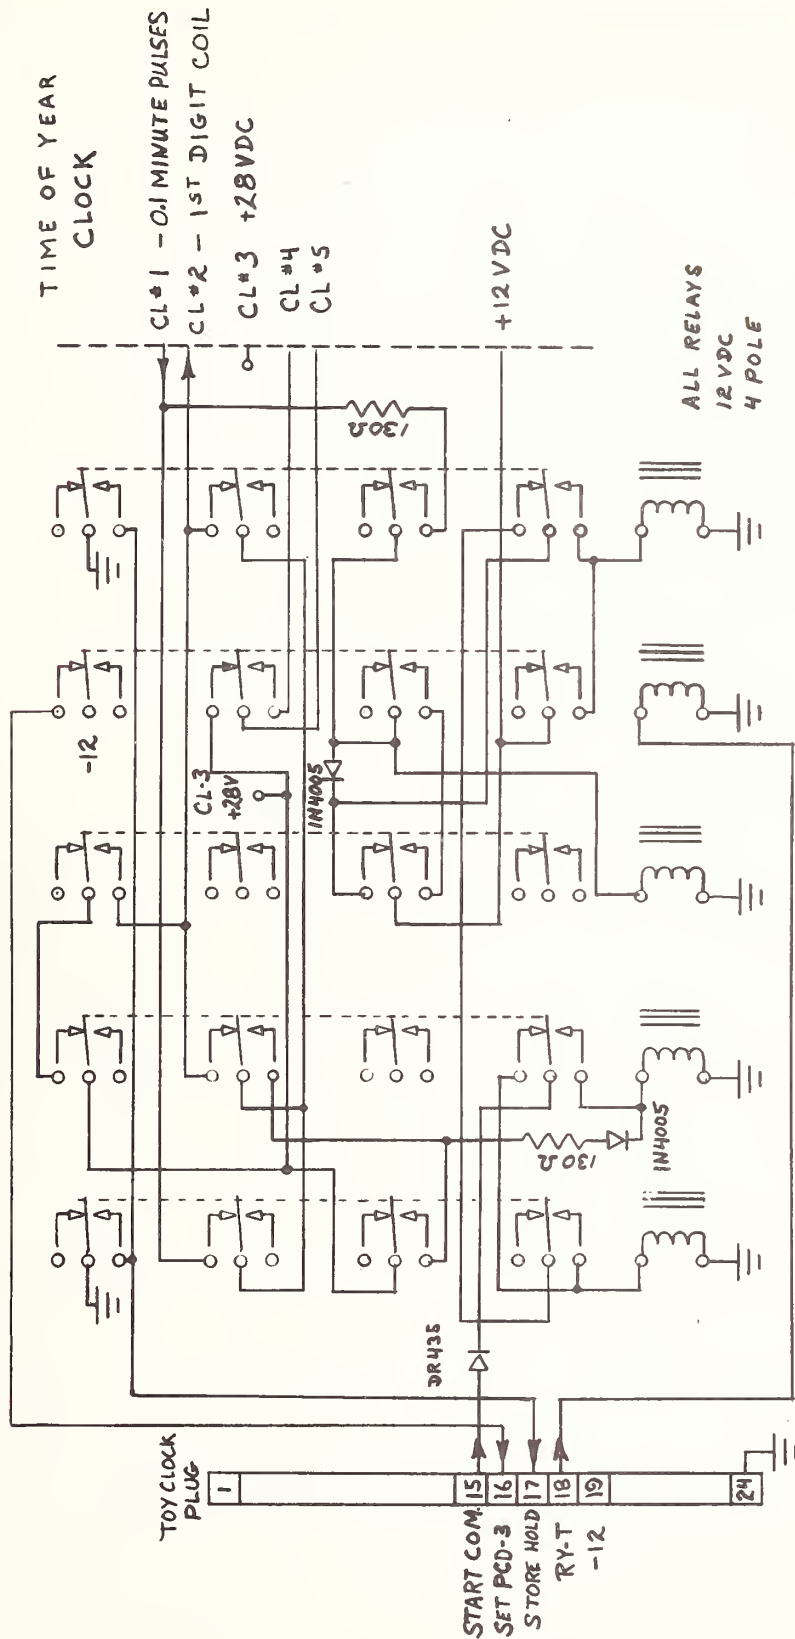 TIME OF YEAR
CLOCK
CL#1 - 0.1 MINUTE PULSES
CL#2 - 1ST DIGIT COIL
CL#3 +28VDC
CL#4
CL#5
+12VDC
ALL RELAYS
12VDC
4 POLE
130Ω
-12
CL-3
+28V
1N4005
130Ω
1N4005
DR435
TOY CLOCK
PLUG
1
START COM. 15
SET PCD-3 16
STORE HOLD 17
RY-T 18
-12 19
24